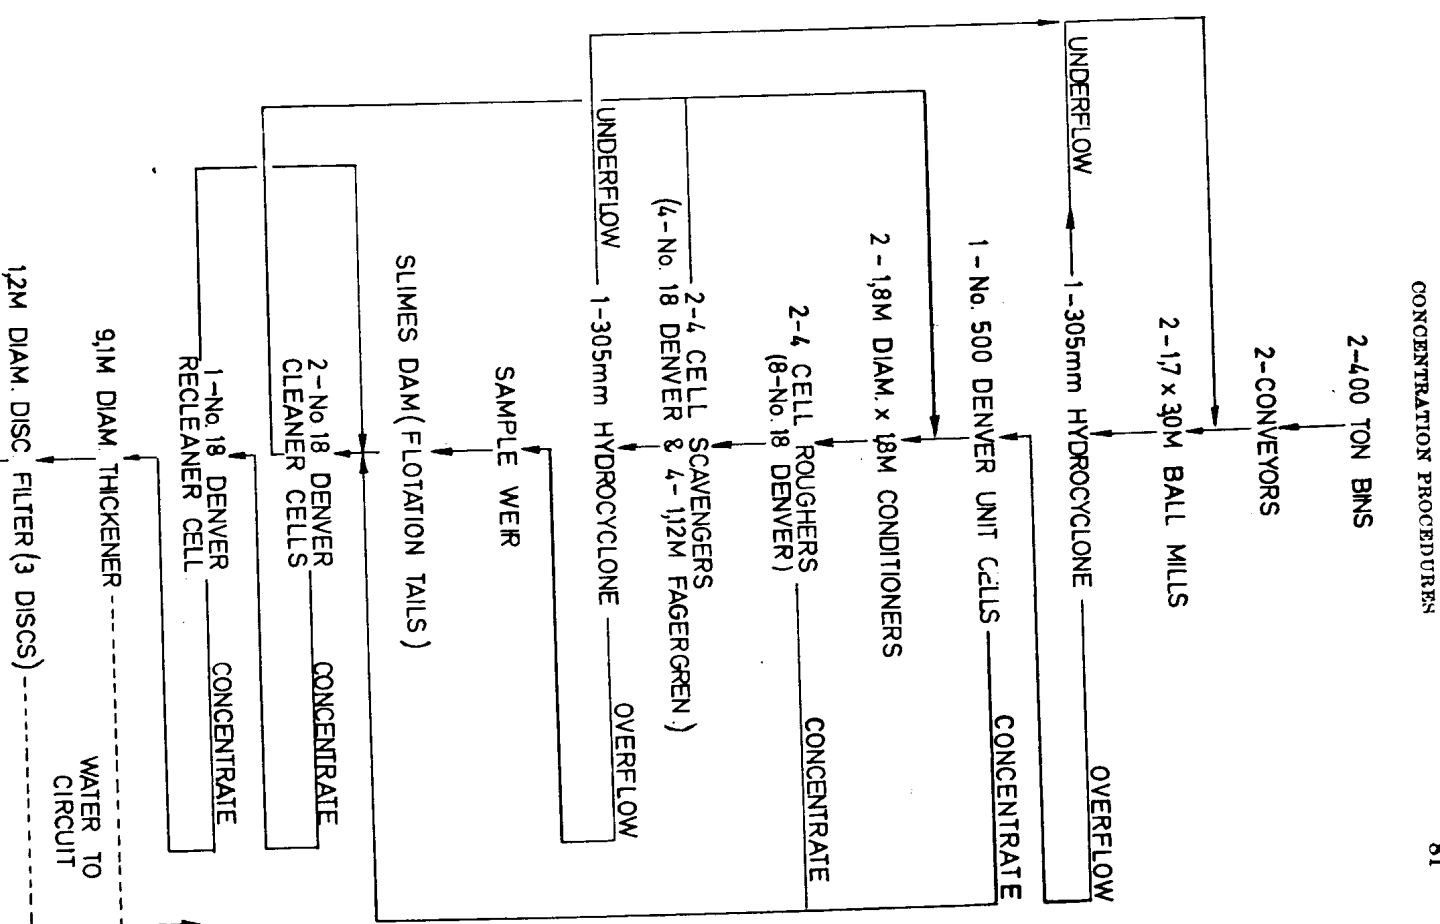 CONCENTRATION PROCEDURES
81
2-400 TON BINS
2-CONVEYORS
2-1,7 x 3,0M BALL MILLS
UNDERFLOW
1-305mm HYDROCYCLONE
OVERFLOW
1-No. 500 DENVER UNIT CELLS
CONCENTRATE
2-1,8M DIAM. x 1,8M CONDITIONERS
2-4 CELL ROUGHERS
(8-No. 18 DENVER)
CONCENTRATE
2-4 CELL SCAVENGERS
(4-No. 18 DENVER & 4-1,12M FAGERGREN.)
UNDERFLOW
1-305mm HYDROCYCLONE
OVERFLOW
SAMPLE WEIR
SLIMES DAM (FLOTATION TAILS)
2-No 18 DENVER
CLEANER CELLS
CONCENTRATE
1-No. 18 DENVER
RECLEANER CELL
CONCENTRATE
9,1M DIAM. THICKENER
WATER TO
CIRCUIT
1,2M DIAM. DISC FILTER (3 DISCS)